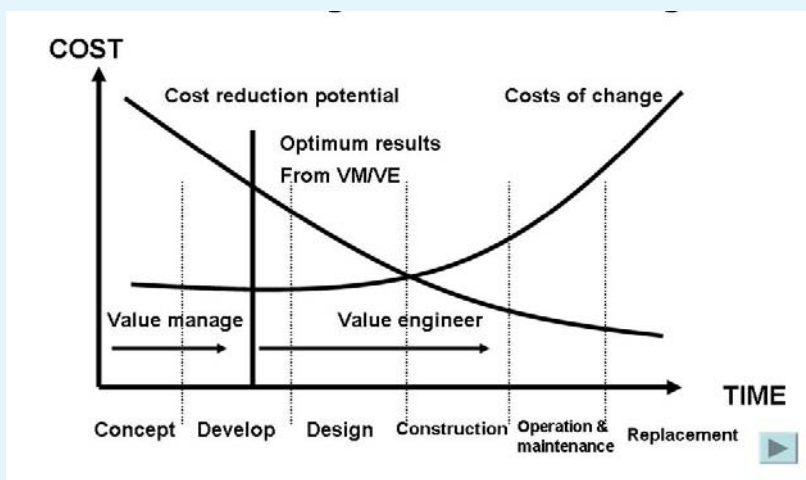 COST
Cost reduction potential
Costs of change
Optimum results
From VM/VE
Value manage
Value engineer
TIME
Concept
Develop
Design
Construction
Operation &
maintenance
Replacement